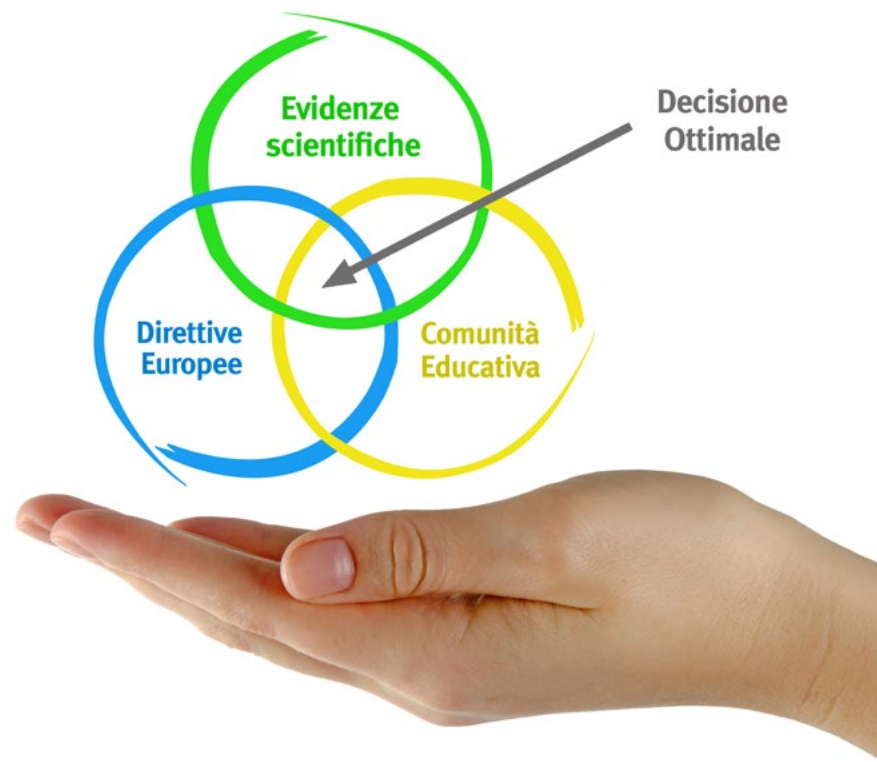 Evidenze
scientifiche
Decisione
Ottimale
Direttive
Europee
Comunità
Educativa